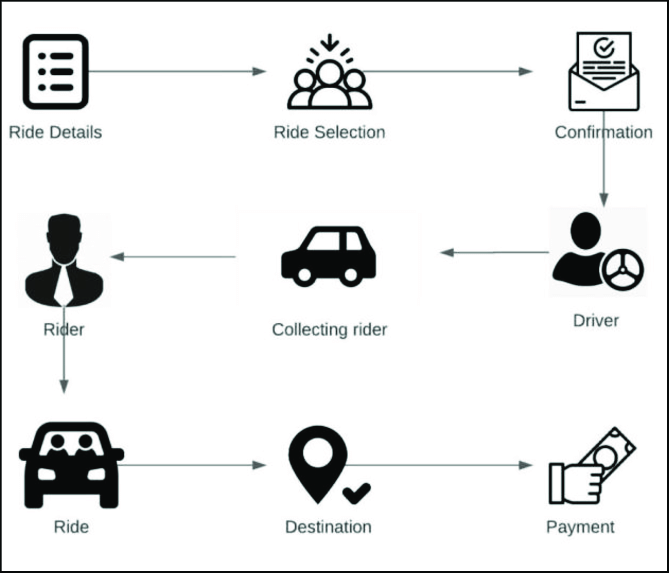 Ride Details
Ride Selection
Confirmation
Rider
Collecting rider
Driver
Ride
Destination
Payment